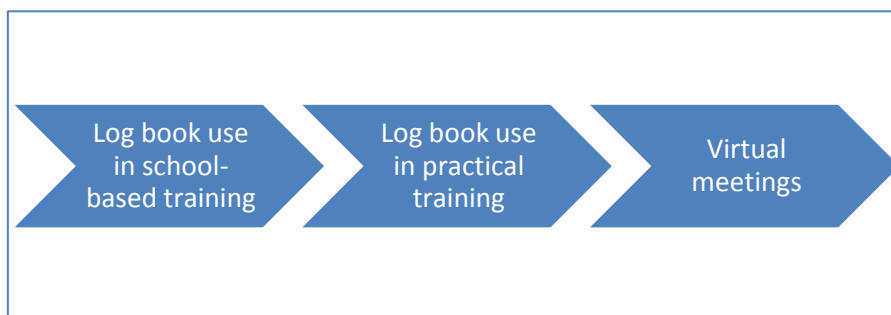 Log book use
in school-
based training
Log book use
in practical
training
Virtual
meetings